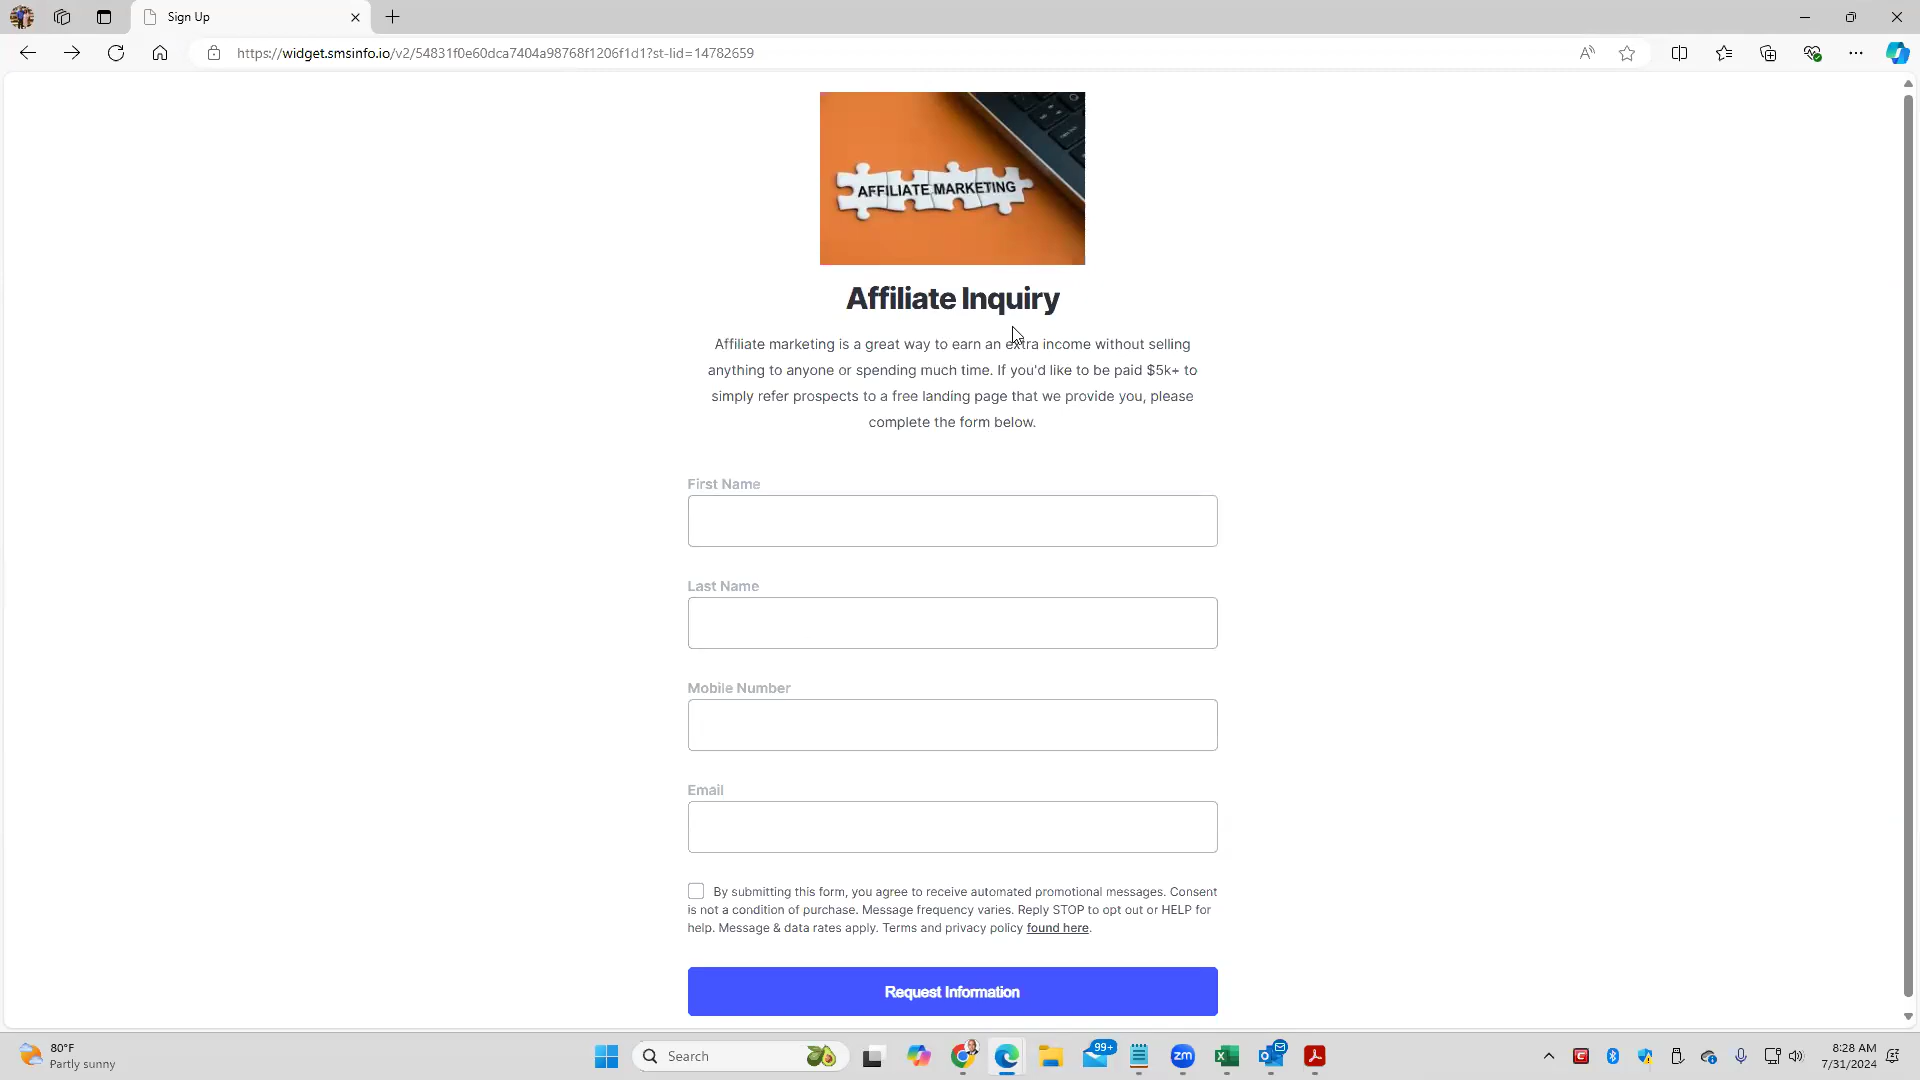 Sign Up
https://widget.smsinfo.io/v2/54831f0e60dca7404a98768f1206f1d1?st-lid=14782659
AFFILIATE MARKETING
Affiliate Inquiry
Affiliate marketing is a great way to earn an extra income without selling
anything to anyone or spending much time. If you'd like to be paid $5k+ to
simply refer prospects to a free landing page that we provide you, please
complete the form below.
First Name
Last Name
Mobile Number
Email
By submitting this form, you agree to receive automated promotional messages. Consent
is not a condition of purchase. Message frequency varies. Reply STOP to opt out or HELP for
help. Message & data rates apply. Terms and privacy policy found here.
Request Information
80°F
Partly sunny
Search
99+
zm
8:28 AM
7/31/2024